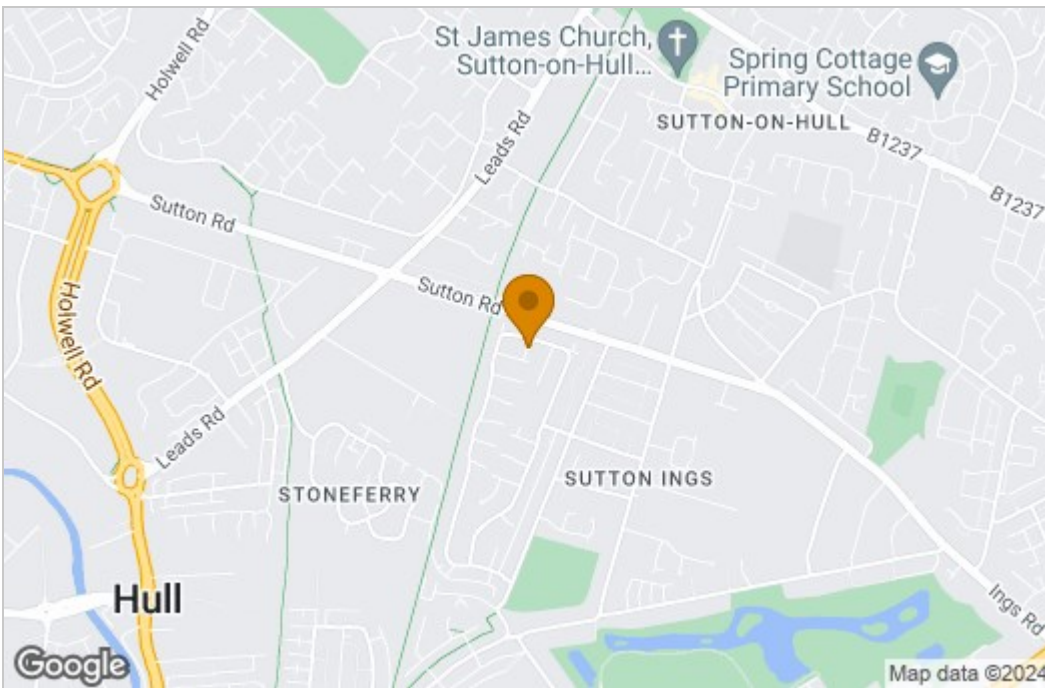 Holwell Rd
St James Church,
Sutton-on-Hull...
Spring Cottage
Primary School
SUTTON-ON-HULL
B1237
B1237
Leads Rd
Sutton Rd
Sutton Rd
Holwell Rd
Leads Rd
STONEFERRY
SUTTON INGS
Hull
Ings Rd
Google
Map data ©2024